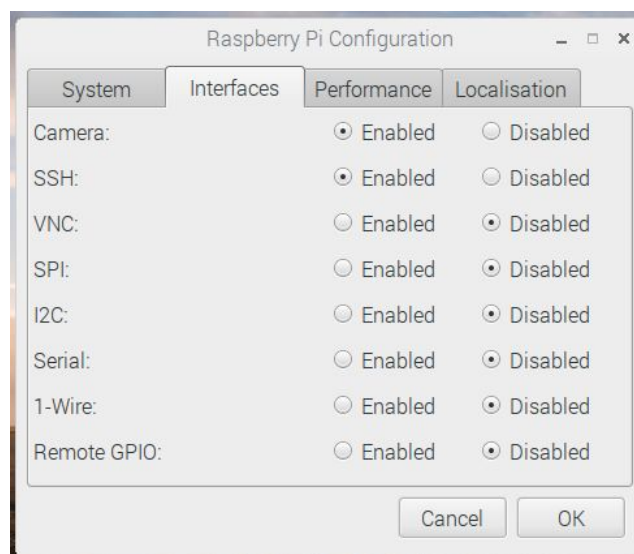 Raspberry Pi Configuration
System Interfaces Performance Localisation
Camera: Enabled Disabled
SSH: Enabled Disabled
VNC: Enabled Disabled
SPI: Enabled Disabled
I2C: Enabled Disabled
Serial: Enabled Disabled
1-Wire: Enabled Disabled
Remote GPIO: Enabled Disabled
Cancel OK